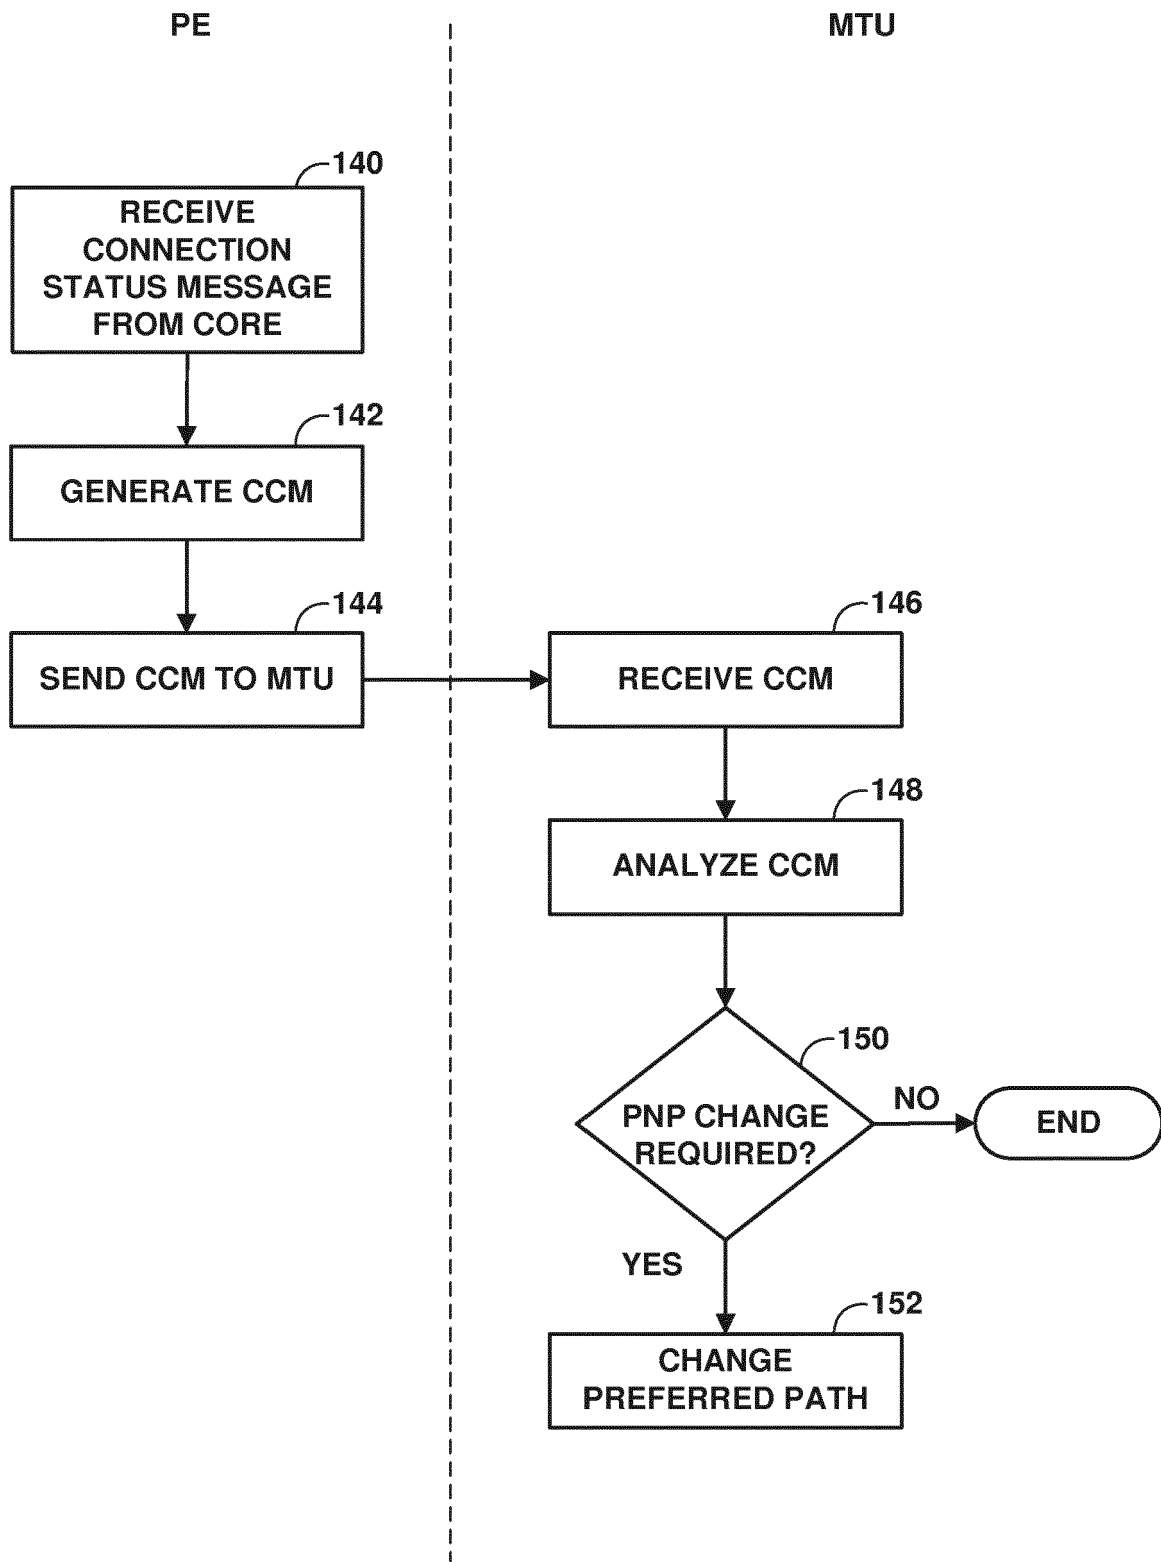 PE
MTU
140
RECEIVE
CONNECTION
STATUS MESSAGE
FROM CORE
142
GENERATE CCM
144
SEND CCM TO MTU
146
RECEIVE CCM
148
ANALYZE CCM
150
PNP CHANGE
REQUIRED?
NO
END
YES
152
CHANGE
PREFERRED PATH